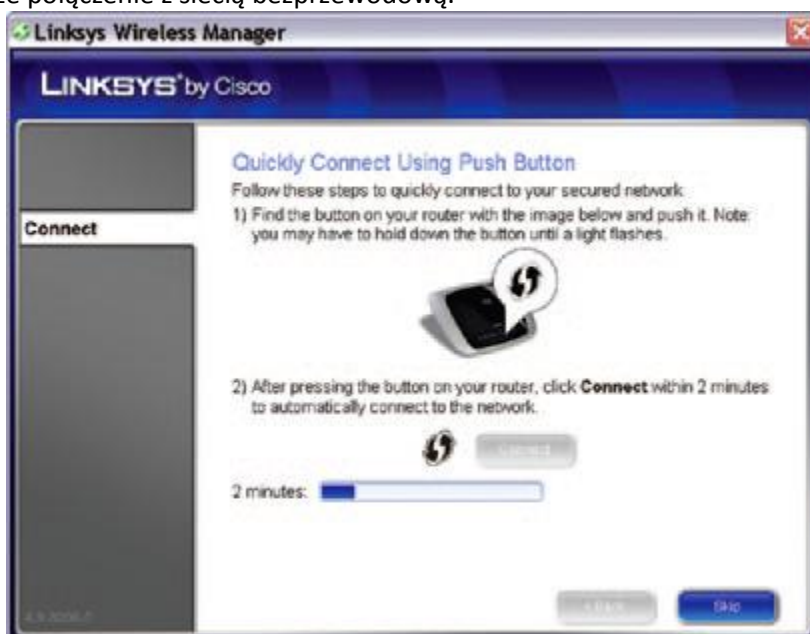 połączenie z siecią bezprzewodową.
Linksys Wireless Manager
LINKSYS® by Cisco
Connect
Quickly Connect Using Push Button
Follow these steps to quickly connect to your secured network
1) Find the button on your router with the image below and push it. Note:
you may have to hold down the button until a light flashes.
2) After pressing the button on your router, click Connect within 2 minutes
to automatically connect to the network.
Connect
2 minutes:
< Back
Skip